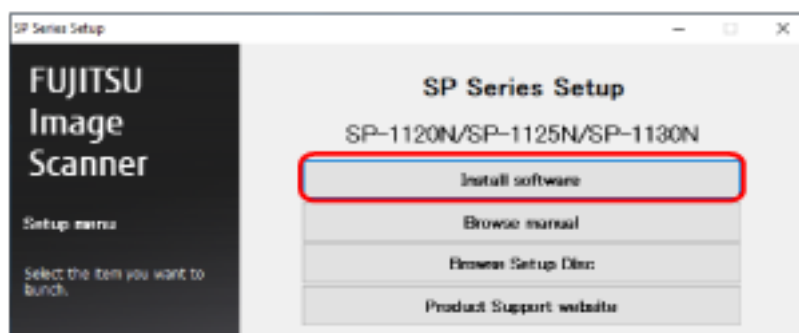 SP Series Setup
FUJITSU
Image
Scanner
Setup menu
Select the item you want to
launch.
SP Series Setup
SP-1120N/SP-1125N/SP-1130N
Install software
Browse manual
Browse Setup Disc
Product Support website